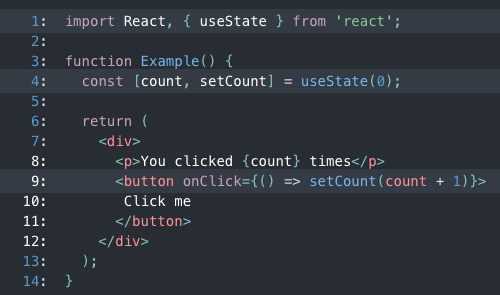 1: import React, { useState } from 'react';
2:
3: function Example() {
4:   const [count, setCount] = useState(0);
5:
6:   return (
7:     <div>
8:       <p>You clicked {count} times</p>
9:       <button onClick={() => setCount(count + 1)}>
10:        Click me
11:       </button>
12:     </div>
13:   );
14: }